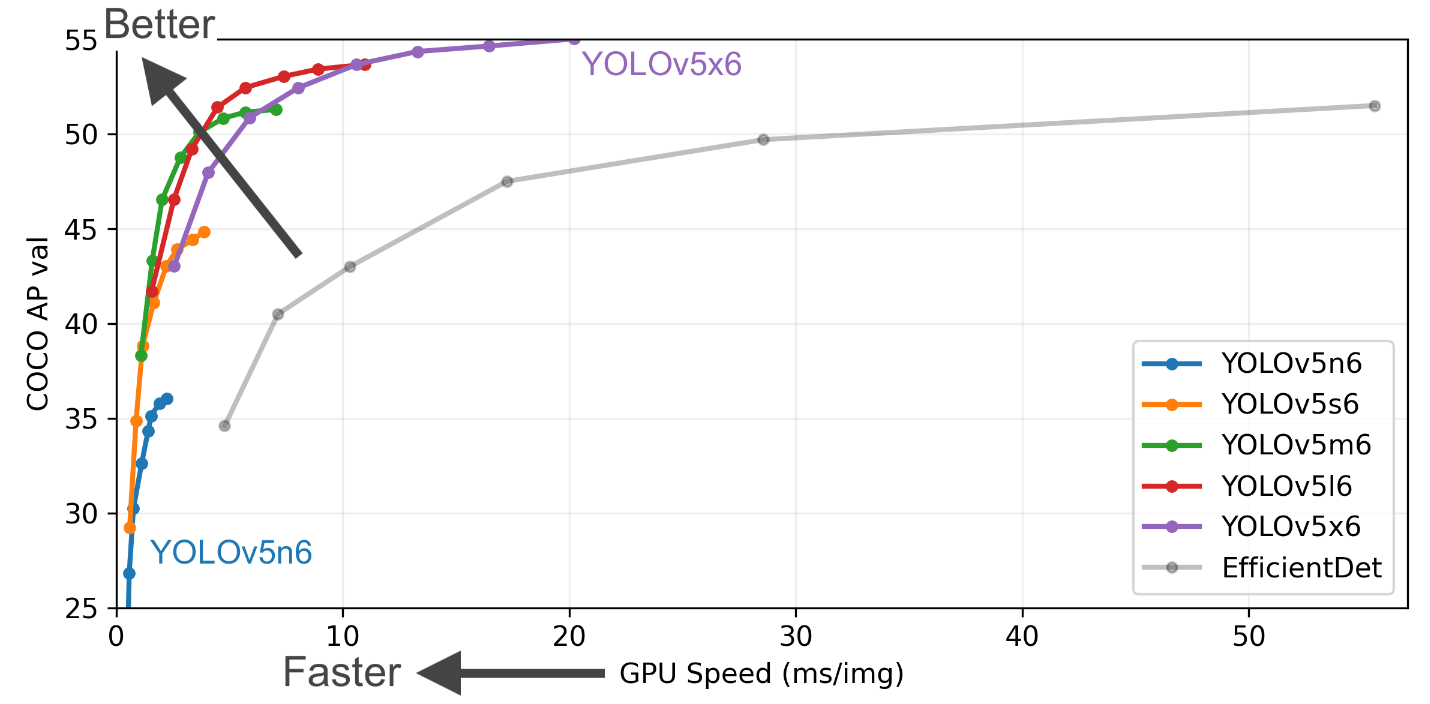 Better
55
50
45
40
35
30
25
COCO AP val
YOLOv5x6
YOLOv5n6
YOLOv5n6
YOLOv5s6
YOLOv5m6
YOLOv5l6
YOLOv5x6
EfficientDet
0 10 20 30 40 50
Faster GPU Speed (ms/img)